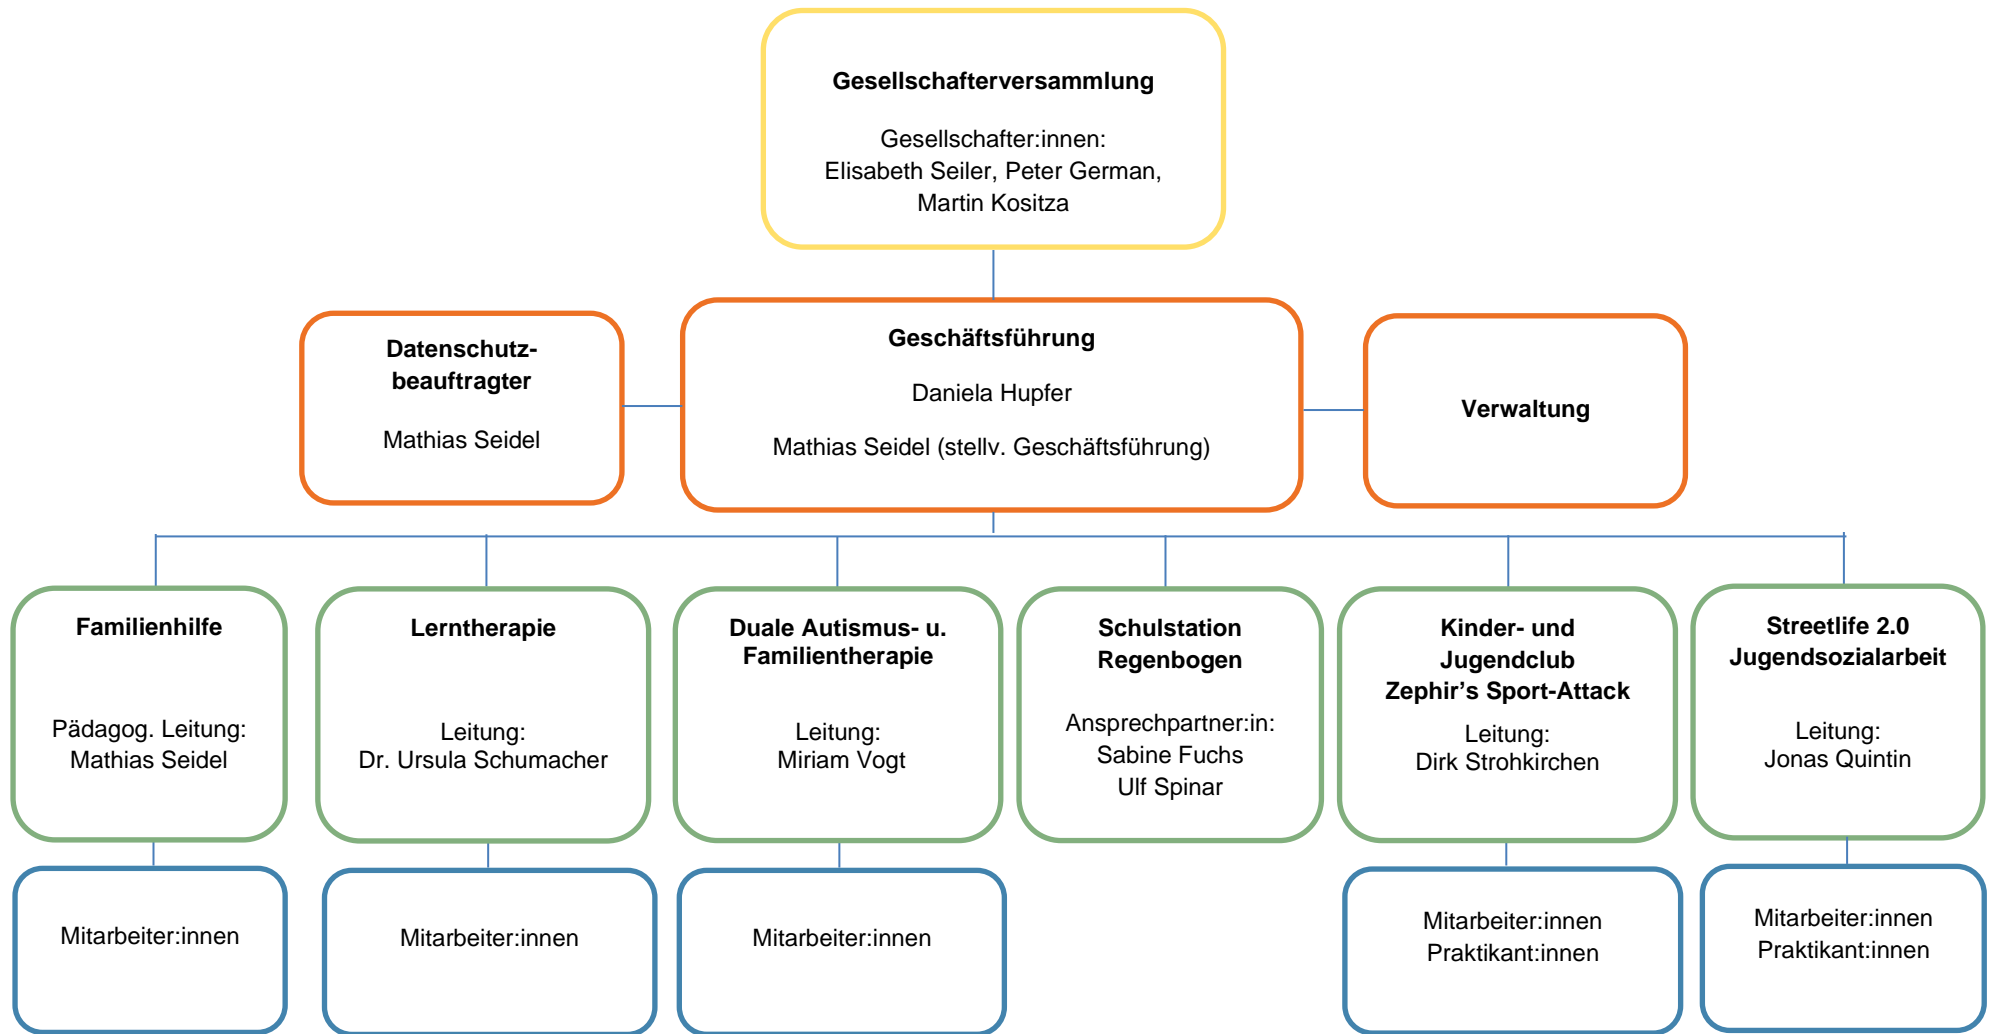 Gesellschafterversammlung
Gesellschafter:innen:
Elisabeth Seiler, Peter German,
Martin Kositza
Datenschutz-
beauftragter
Mathias Seidel
Geschäftsführung
Daniela Hupfer
Mathias Seidel (stellv. Geschäftsführung)
Verwaltung
Familienhilfe
Pädagog. Leitung:
Mathias Seidel
Lerntherapie
Leitung:
Dr. Ursula Schumacher
Duale Autismus- u.
Familientherapie
Leitung:
Miriam Vogt
Schulstation
Regenbogen
Ansprechpartner:in:
Sabine Fuchs
Ulf Spinar
Kinder- und
Jugendclub
Zephir’s Sport-Attack
Leitung:
Dirk Strohkirchen
Streetlife 2.0
Jugendsozialarbeit
Leitung:
Jonas Quintin
Mitarbeiter:innen
Mitarbeiter:innen
Mitarbeiter:innen
Mitarbeiter:innen
Praktikant:innen
Mitarbeiter:innen
Praktikant:innen